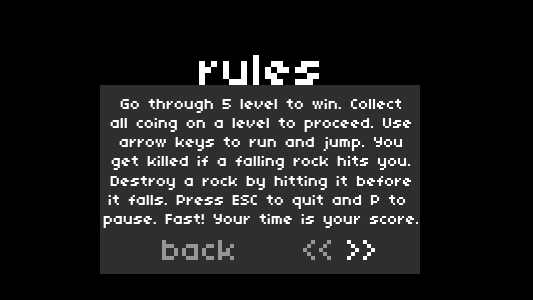 rules
Go through 5 level to win. Collect
all coing on a level to proceed. Use
arrow keys to run and jump. You
get killed if a falling rock hits you.
Destroy a rock by hitting it before
it falls. Press ESC to quit and P to
pause. Fast! Your time is your score.
back << >>